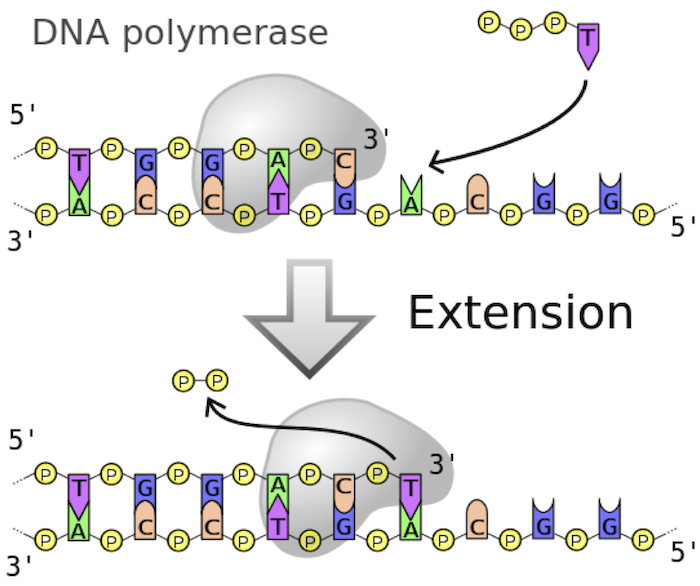 DNA polymerase
P P P T
5' 3'
P T P G P G P A P C
A C C T G A C G G
3' P P P P P P P P P 5'
Extension
P P
5' 3'
P T P G P G P A P C P T
A C C T G A C G G
3' P P P P P P P P P P 5'